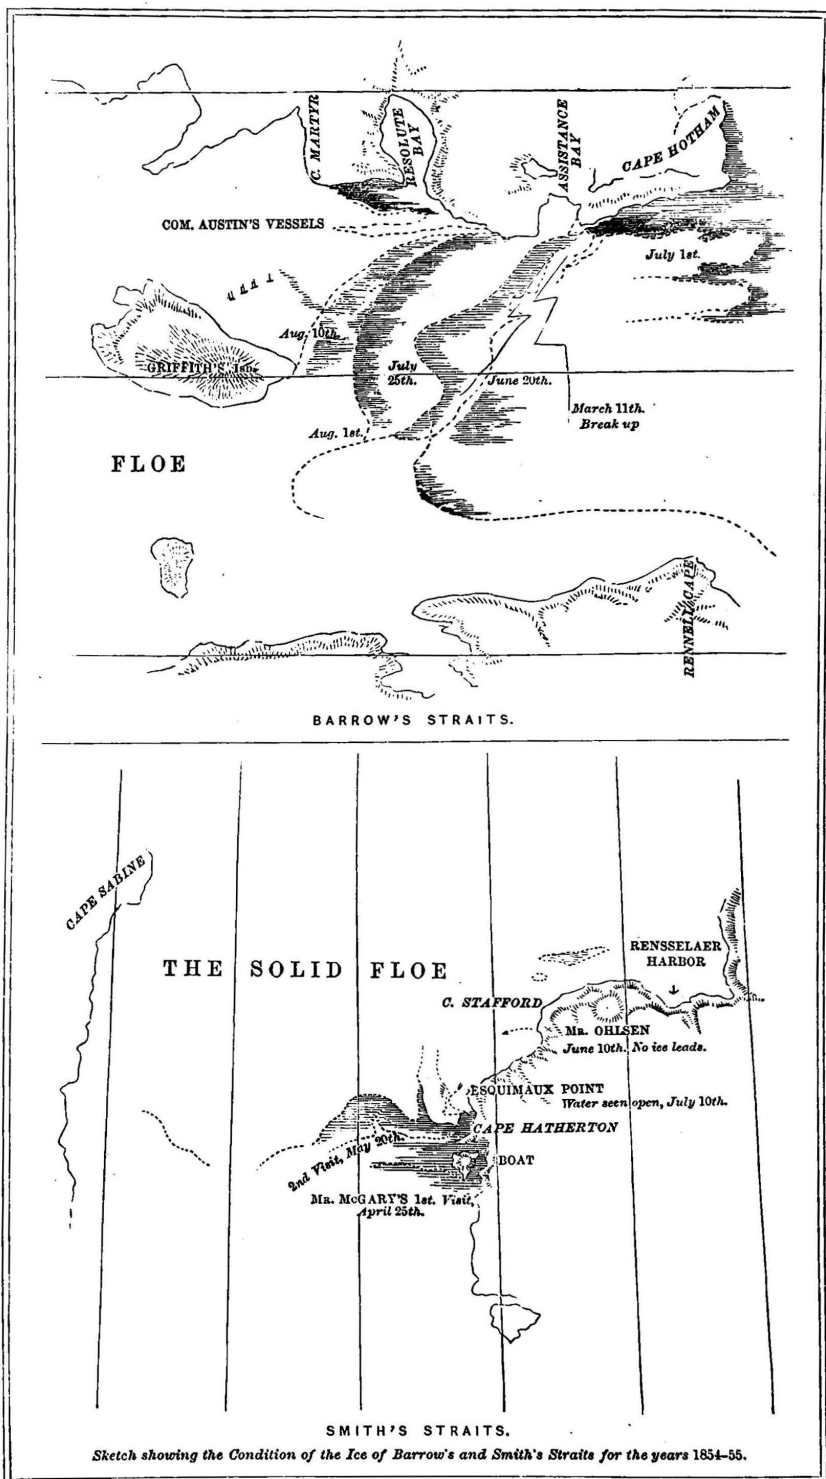 C. MARTYR
RESOLUTE
BAY
ASSISTANCE
BAY
CAPE HOTHAM
COM. AUSTIN'S VESSELS
July 1st.
Aug. 10th.
GRIFFITH'S ISD.
July
25th.
June 20th.
March 11th.
Break up
Aug. 1st.
FLOE
RENNELL CAPE
BARROW'S STRAITS.
CAPE SABINE
THE SOLID FLOE
RENSSELAER
HARBOR
C. STAFFORD
MR. OHLSEN
June 10th. No ice leads.
ESQUIMAUX POINT
Water seen open, July 10th.
CAPE HATHERTON
2nd Visit, May 20th.
BOAT
MR. McGARY'S 1st. Visit,
April 25th.
SMITH'S STRAITS.
Sketch showing the Condition of the Ice of Barrow's and Smith's Straits for the years 1854-55.